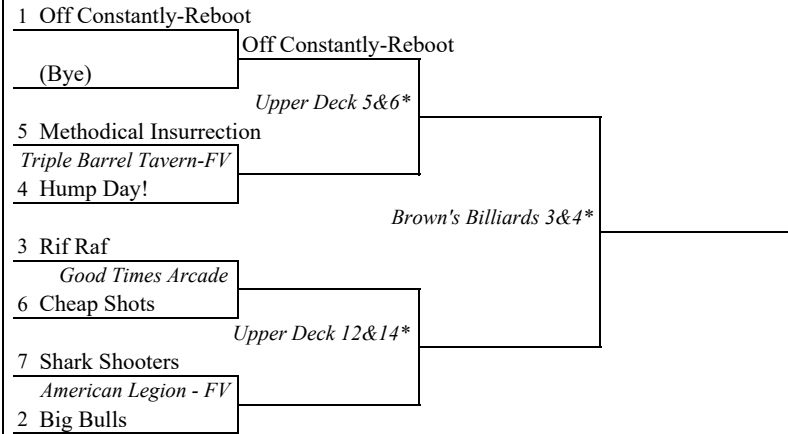 1 Off Constantly-Reboot
Off Constantly-Reboot
(Bye)
Upper Deck 5&6*
5 Methodical Insurrection
Triple Barrel Tavern-FV
4 Hump Day!
Brown's Billiards 3&4*
3 Rif Raf
Good Times Arcade
6 Cheap Shots
Upper Deck 12&14*
7 Shark Shooters
American Legion - FV
2 Big Bulls